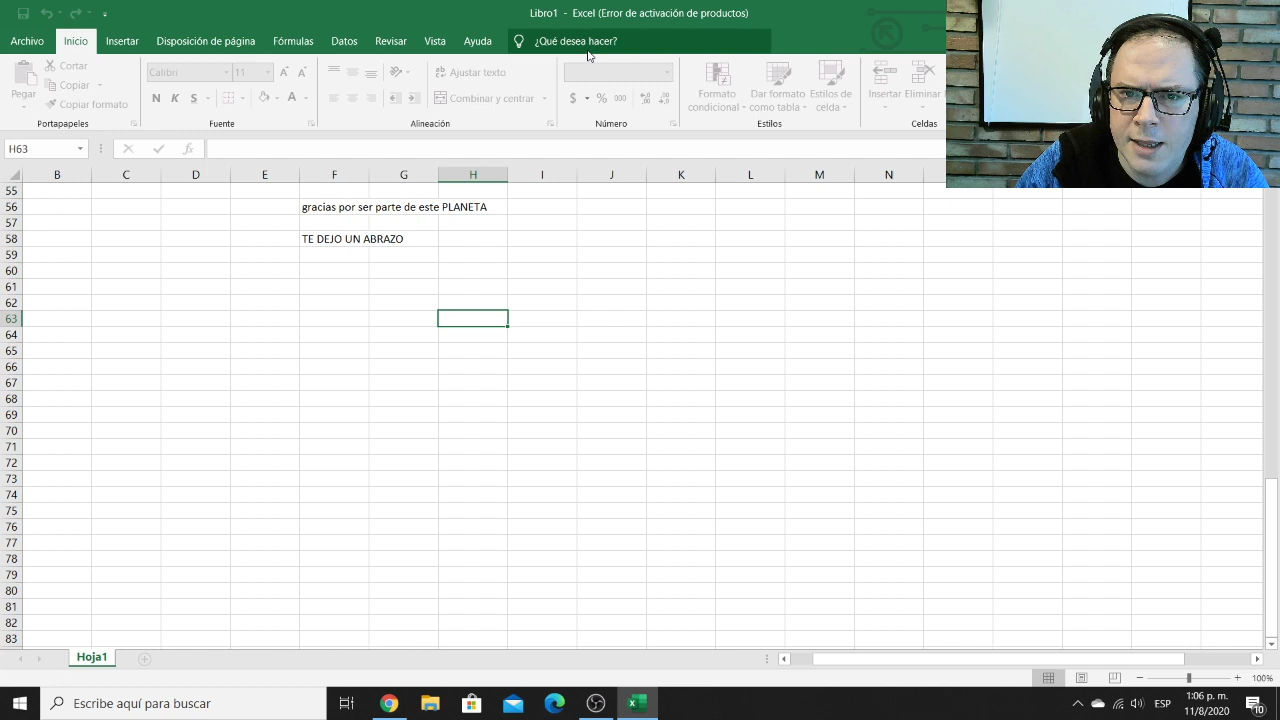 Libro1 - Excel (Error de activación de productos)
Archivo Inicio Insertar Disposición de página Fórmulas Datos Revisar Vista Ayuda ¿Qué desea hacer?
Pegar
Cortar
Copiar
Copiar formato
Portapapeles
Calibri 11
N K S
Fuente
Ajustar texto
Combinar y centrar
Alineación
$ % 000
Número
Formato condicional
Dar formato como tabla
Estilos de celda
Estilos
Insertar Eliminar
Celdas
H63
fx
B C D E F G H I J K L M N
55
56 gracias por ser parte de este PLANETA
57
58 TE DEJO UN ABRAZO
59
60
61
62
63
64
65
66
67
68
69
70
71
72
73
74
75
76
77
78
79
80
81
82
83
Hoja1
100%
Escribe aquí para buscar
ESP
1:06 p. m.
11/8/2020
10